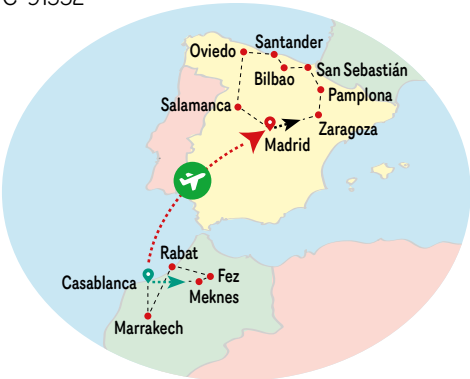 Oviedo
Santander
Bilbao
San Sebastián
Pamplona
Salamanca
Zaragoza
Madrid
Rabat
Casablanca
Fez
Meknes
Marrakech